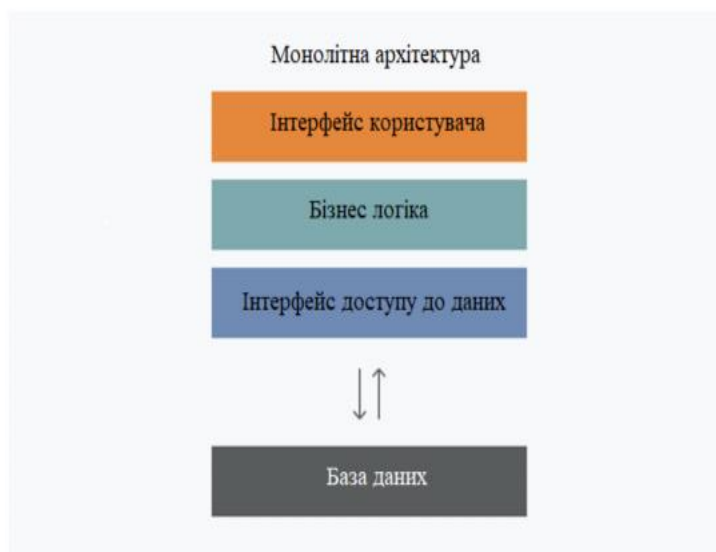 Монолітна архітектура
Інтерфейс користувача
Бізнес логіка
Інтерфейс доступу до даних
База даних